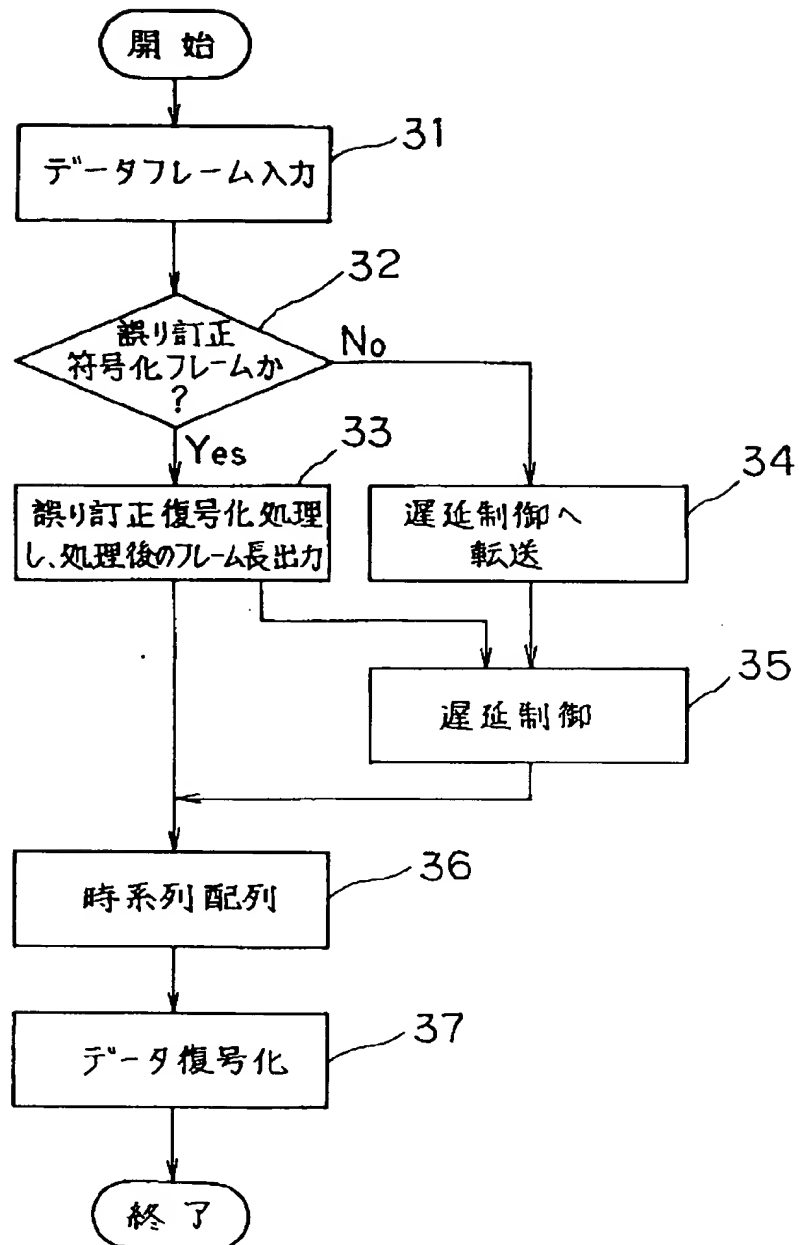 開始
31
データフレーム入力
32
誤り訂正
符号化フレームか
?
No
Yes
33
誤り訂正復号化処理
し、処理後のフレーム長出力
34
遅延制御へ
転送
35
遅延制御
36
時系列配列
37
データ復号化
終了